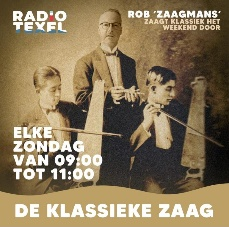 RADIO
TEXEL
ROB 'ZAAGMANS'
ZAAGT KLASSIEK HET
WEEKEND DOOR
ELKE
ZONDAG
VAN 09:00
TOT 11:00
DE KLASSIEKE ZAAG